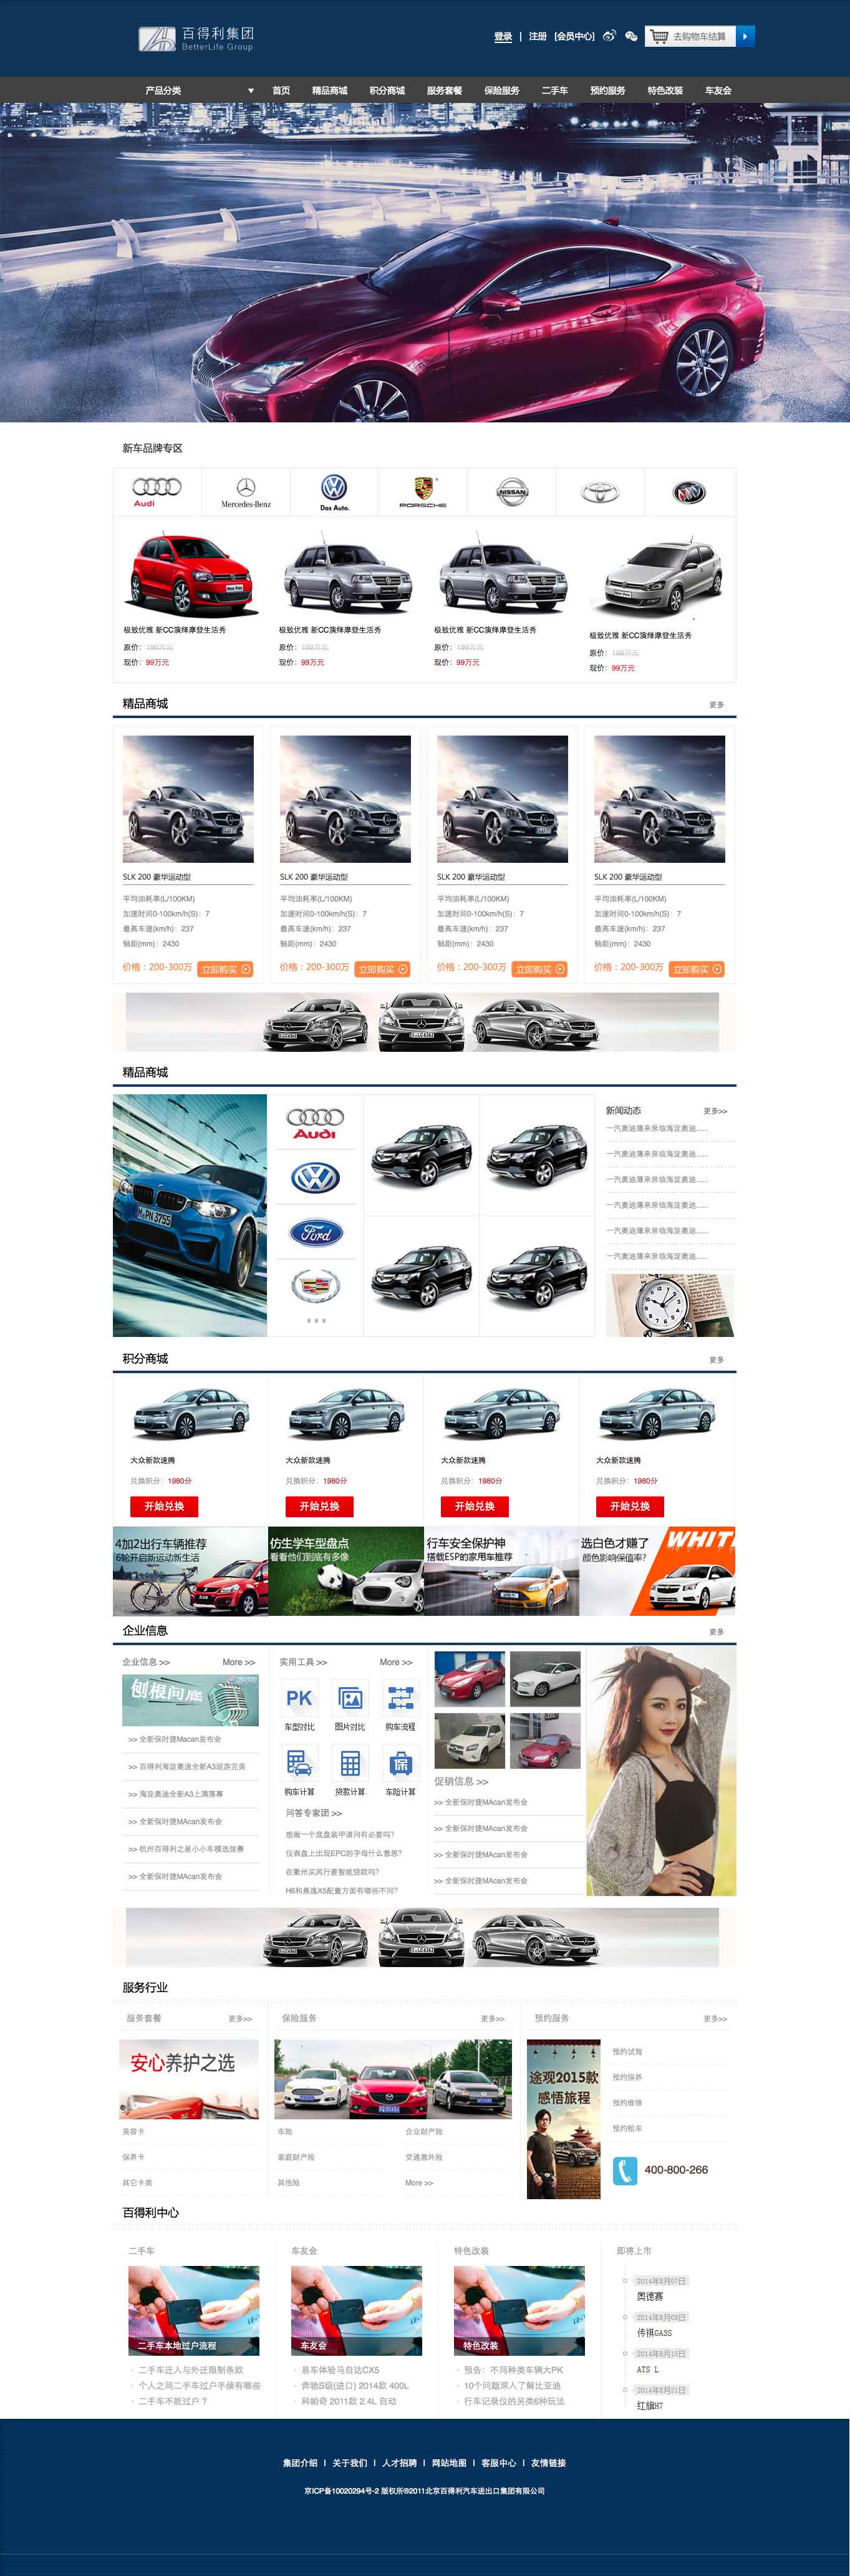 百得利集团
BetterLife Group
登录 | 注册 [会员中心] 去购物车结算
产品分类 首页 精品商城 积分商城 服务套餐 保险服务 二手车 预约服务 特色改装 车友会
新车品牌专区
Audi Mercedes-Benz Das Auto. PORSCHE NISSAN
极致优雅 新CC演绎摩登生活秀 极致优雅 新CC演绎摩登生活秀 极致优雅 新CC演绎摩登生活秀 极致优雅 新CC演绎摩登生活秀
原价：199万元 原价：199万元 原价：199万元 原价：199万元
现价：99万元 现价：99万元 现价：99万元 现价：99万元
精品商城 更多
SLK 200 豪华运动型 SLK 200 豪华运动型 SLK 200 豪华运动型 SLK 200 豪华运动型
平均油耗率(L/100KM) 平均油耗率(L/100KM) 平均油耗率(L/100KM) 平均油耗率(L/100KM)
加速时间0-100km/h(S)：7 加速时间0-100km/h(S)：7 加速时间0-100km/h(S)：7 加速时间0-100km/h(S)：7
最高车速(km/h)：237 最高车速(km/h)：237 最高车速(km/h)：237 最高车速(km/h)：237
轴距(mm)：2430 轴距(mm)：2430 轴距(mm)：2430 轴距(mm)：2430
价格：200-300万 立即购买 价格：200-300万 立即购买 价格：200-300万 立即购买 价格：200-300万 立即购买
精品商城
M·PN 3755
Audi
Ford
新闻动态 更多>>
一汽奥迪薄来亲临海淀奥迪......
一汽奥迪薄来亲临海淀奥迪......
一汽奥迪薄来亲临海淀奥迪......
一汽奥迪薄来亲临海淀奥迪......
一汽奥迪薄来亲临海淀奥迪......
一汽奥迪薄来亲临海淀奥迪......
积分商城 更多
大众新款速腾 大众新款速腾 大众新款速腾 大众新款速腾
兑换积分：1980分 兑换积分：1980分 兑换积分：1980分 兑换积分：1980分
开始兑换 开始兑换 开始兑换 开始兑换
4加2出行车辆推荐
6轮开启新运动新生活
仿生学车型盘点
看看他们到底有多像
行车安全保护神
搭载ESP的家用车推荐
选白色才赚了
颜色影响保值率?
WHIT
企业信息 更多
企业信息 >> More >>
刨根问底
>> 全新保时捷Macan发布会
>> 百得利海淀奥迪全新A3巡游完美
>> 海淀奥迪全新A3上满落幕
>> 全新保时捷MAcan发布会
>> 杭州百得利之星小小车模选拔赛
>> 全新保时捷MAcan发布会
实用工具 >> More >>
PK
车型对比 图片对比 购车流程
购车计算 贷款计算 车险计算
问答专家团 >>
想做一个底盘装甲请问有必要吗?
仪表盘上出现EPC的字母什么意思?
在衢州买风行菱智能贷款吗?
H6和景逸X5配置方面有哪些不同?
促销信息 >>
>> 全新保时捷MAcan发布会
>> 全新保时捷MAcan发布会
>> 全新保时捷MAcan发布会
>> 全新保时捷MAcan发布会
服务行业
服务套餐 更多>>
安心养护之选
美容卡
保养卡
其它卡类
保险服务 更多>>
车险 企业财产险
家庭财产险 交通意外险
其他险 More >>
预约服务 更多>>
途观2015款
感悟旅程
预约试驾
预约保养
预约维修
预约租车
400-800-266
百得利中心
二手车
二手车本地过户流程
二手车迁入与外迁限制条款
个人之间二手车过户手续有哪些
二手车不能过户？
车友会
车友会
易车体验马自达CX5
奔驰S级(进口) 2014款 400L
科帕奇 2011款 2.4L 自动
特色改装
特色改装
预告：不同种类车辆大PK
10个问题深入了解比亚迪
行车记录仪的另类6种玩法
即将上市
2014年8月07日
奥德赛
2014年8月08日
传祺GA3S
2014年8月15日
ATS L
2014年8月21日
红旗H7
集团介绍 | 关于我们 | 人才招聘 | 网站地图 | 客服中心 | 友情链接
京ICP备10020294号-2 版权所®2011北京百得利汽车进出口集团有限公司